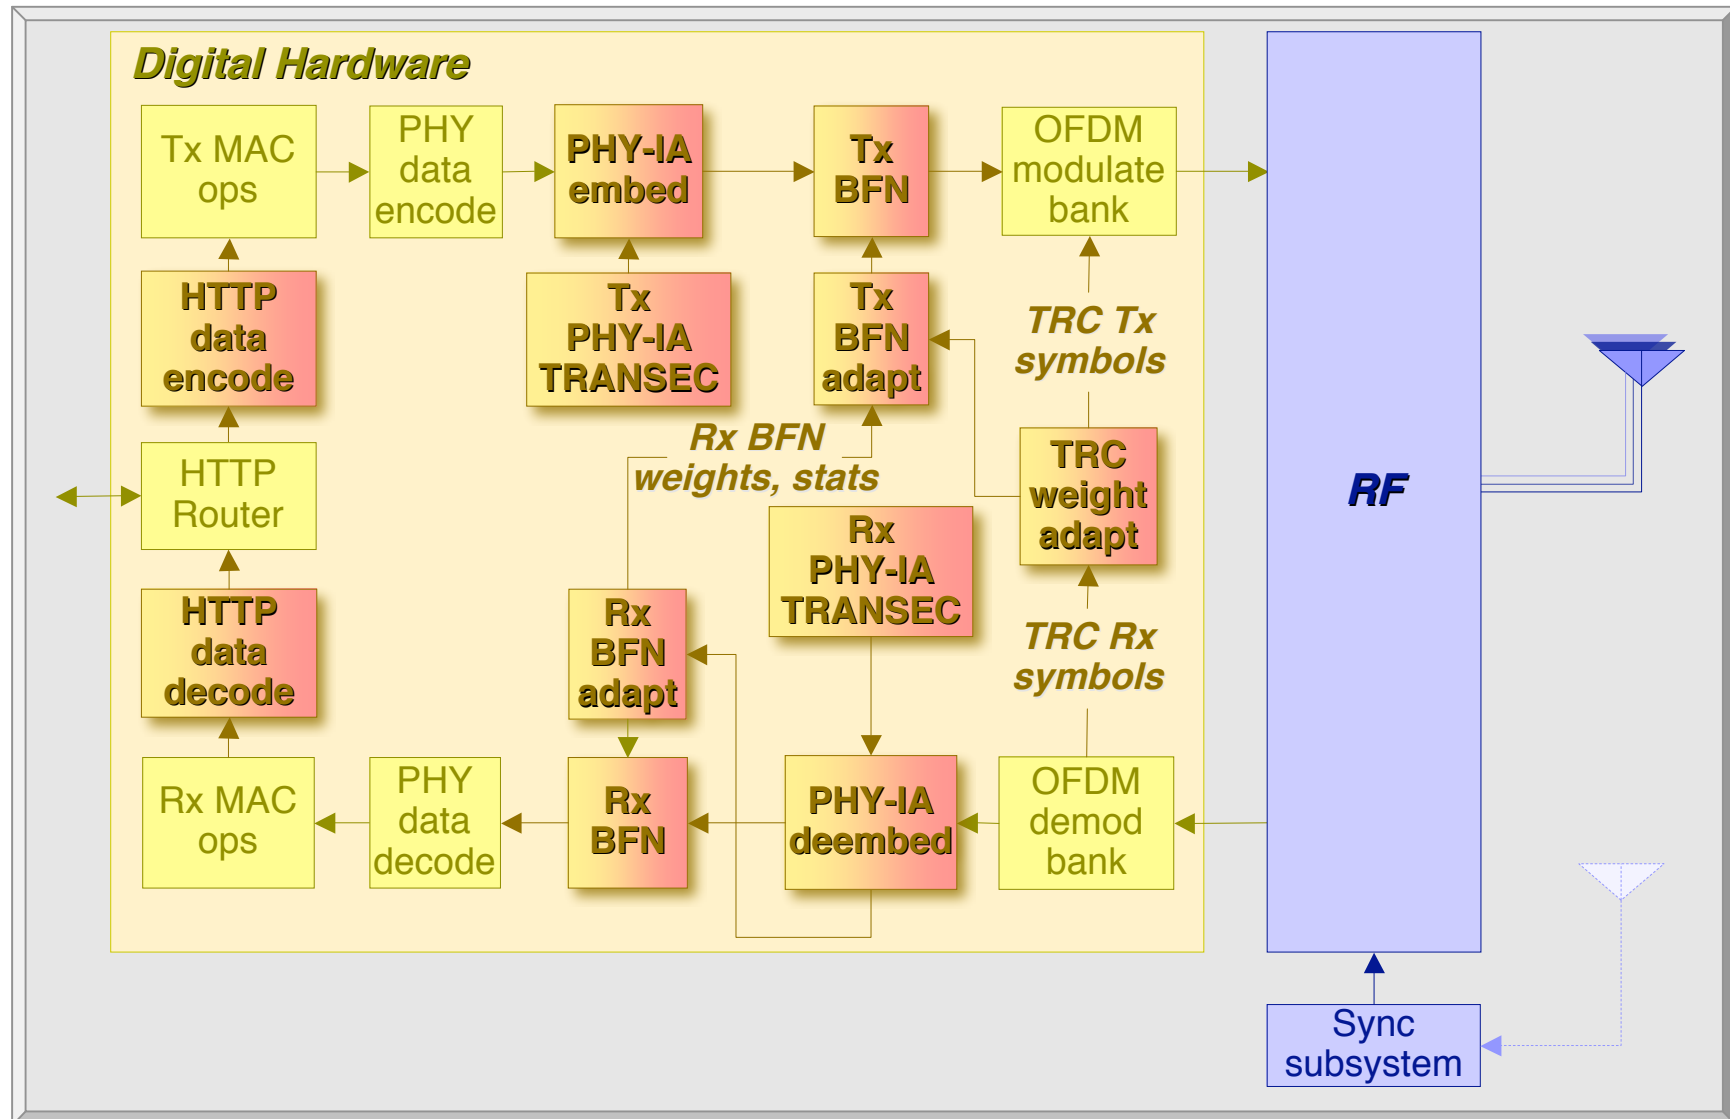 Digital Hardware
Tx MAC
ops
PHY
data
encode
PHY-IA
embed
Tx
BFN
OFDM
modulate
bank
HTTP
data
encode
Tx
PHY-IA
TRANSEC
Tx
BFN
adapt
TRC Tx
symbols
Rx BFN
weights, stats
HTTP
Router
TRC
weight
adapt
RF
Rx
PHY-IA
TRANSEC
HTTP
data
decode
Rx
BFN
adapt
TRC Rx
symbols
Rx MAC
ops
PHY
data
decode
Rx
BFN
PHY-IA
deembed
OFDM
demod
bank
Sync
subsystem